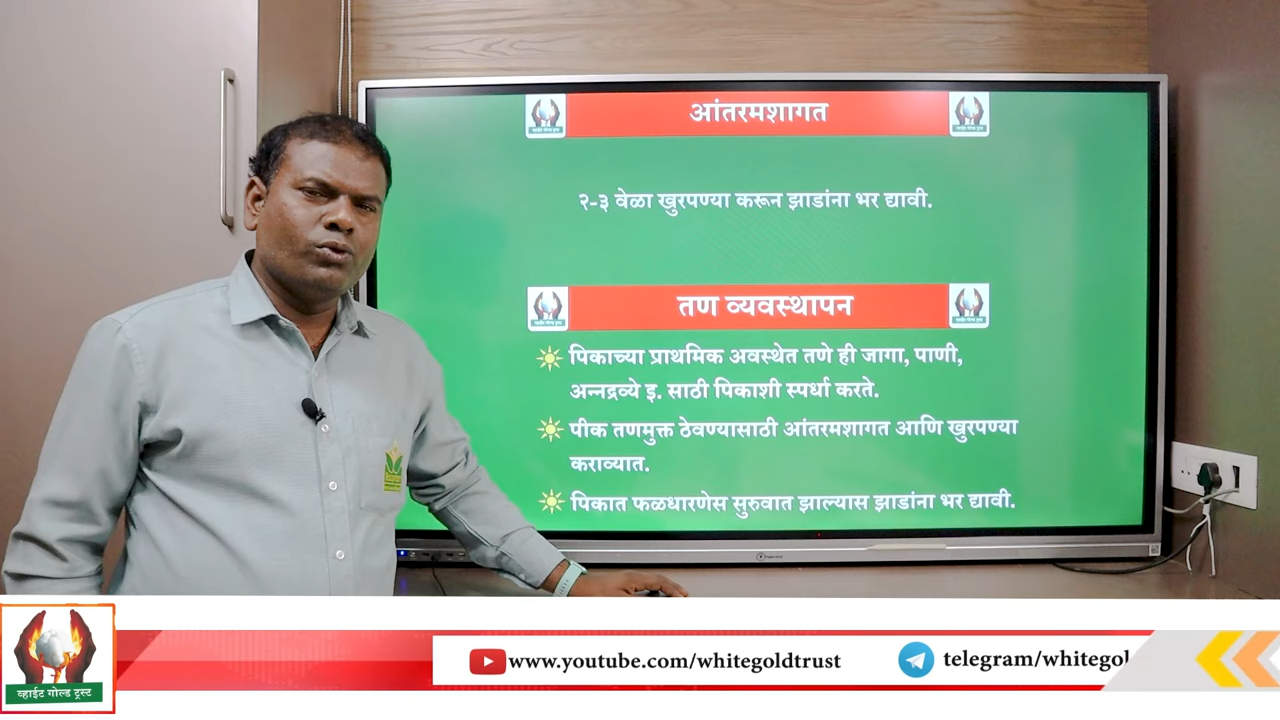 आंतरमशागत
२-३ वेळा खुरपण्या करून झाडांना भर द्यावी.
तण व्यवस्थापन
पिकाच्या प्राथमिक अवस्थेत तणे ही जागा, पाणी,
अन्नद्रव्ये इ. साठी पिकाशी स्पर्धा करते.
पीक तणमुक्त ठेवण्यासाठी आंतरमशागत आणि खुरपण्या
कराव्यात.
पिकात फळधारणेस सुरुवात झाल्यास झाडांना भर द्यावी.
www.youtube.com/whitegoldtrust
telegram/whitegol
व्हाईट गोल्ड ट्रस्ट